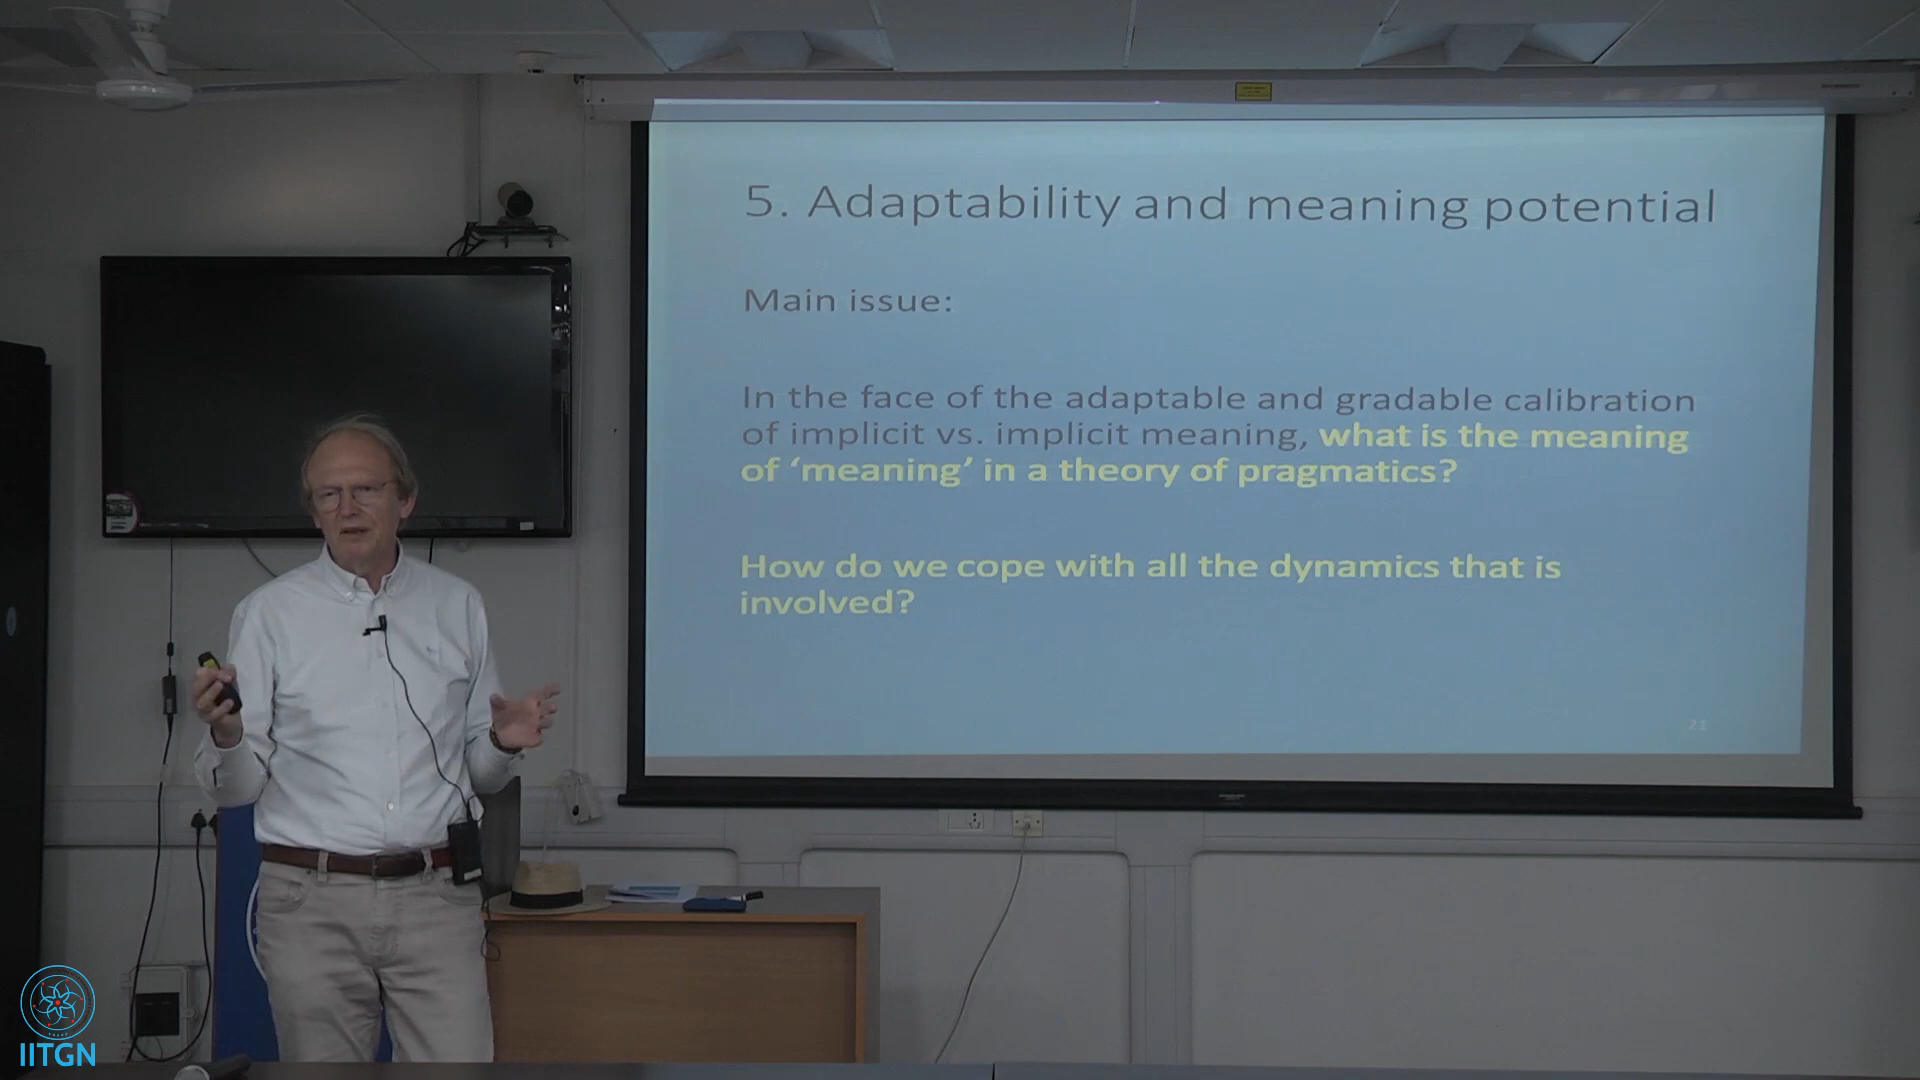 5. Adaptability and meaning potential
Main issue:
In the face of the adaptable and gradable calibration
of implicit vs. implicit meaning, what is the meaning
of ‘meaning’ in a theory of pragmatics?
How do we cope with all the dynamics that is
involved?
21
IITGN